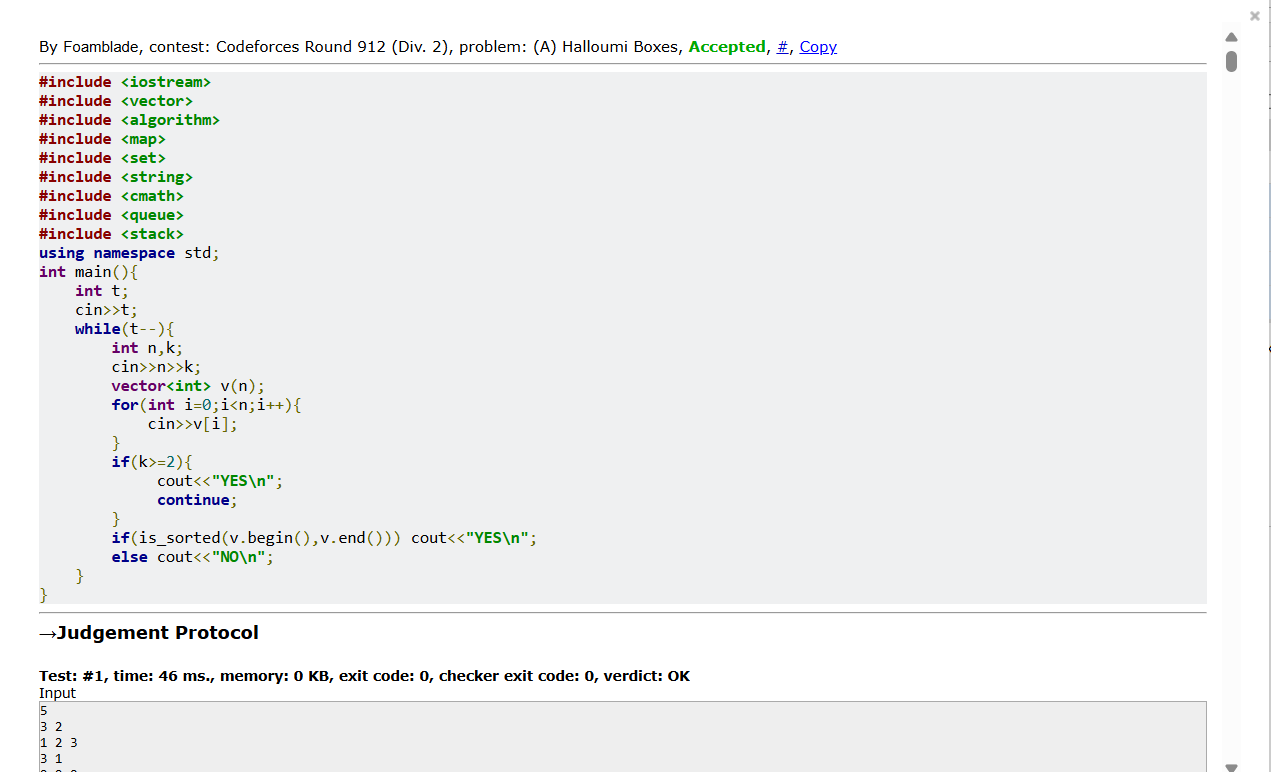 By Foamblade, contest: Codeforces Round 912 (Div. 2), problem: (A) Halloumi Boxes, Accepted, #, Copy
#include <iostream>
#include <vector>
#include <algorithm>
#include <map>
#include <set>
#include <string>
#include <cmath>
#include <queue>
#include <stack>
using namespace std;
int main(){
    int t;
    cin>>t;
    while(t--){
        int n,k;
        cin>>n>>k;
        vector<int> v(n);
        for(int i=0;i<n;i++){
            cin>>v[i];
        }
        if(k>=2){
             cout<<"YES\n";
             continue;
        }
        if(is_sorted(v.begin(),v.end())) cout<<"YES\n";
        else cout<<"NO\n";
    }
}
→Judgement Protocol
Test: #1, time: 46 ms., memory: 0 KB, exit code: 0, checker exit code: 0, verdict: OK
Input
5
3 2
1 2 3
3 1